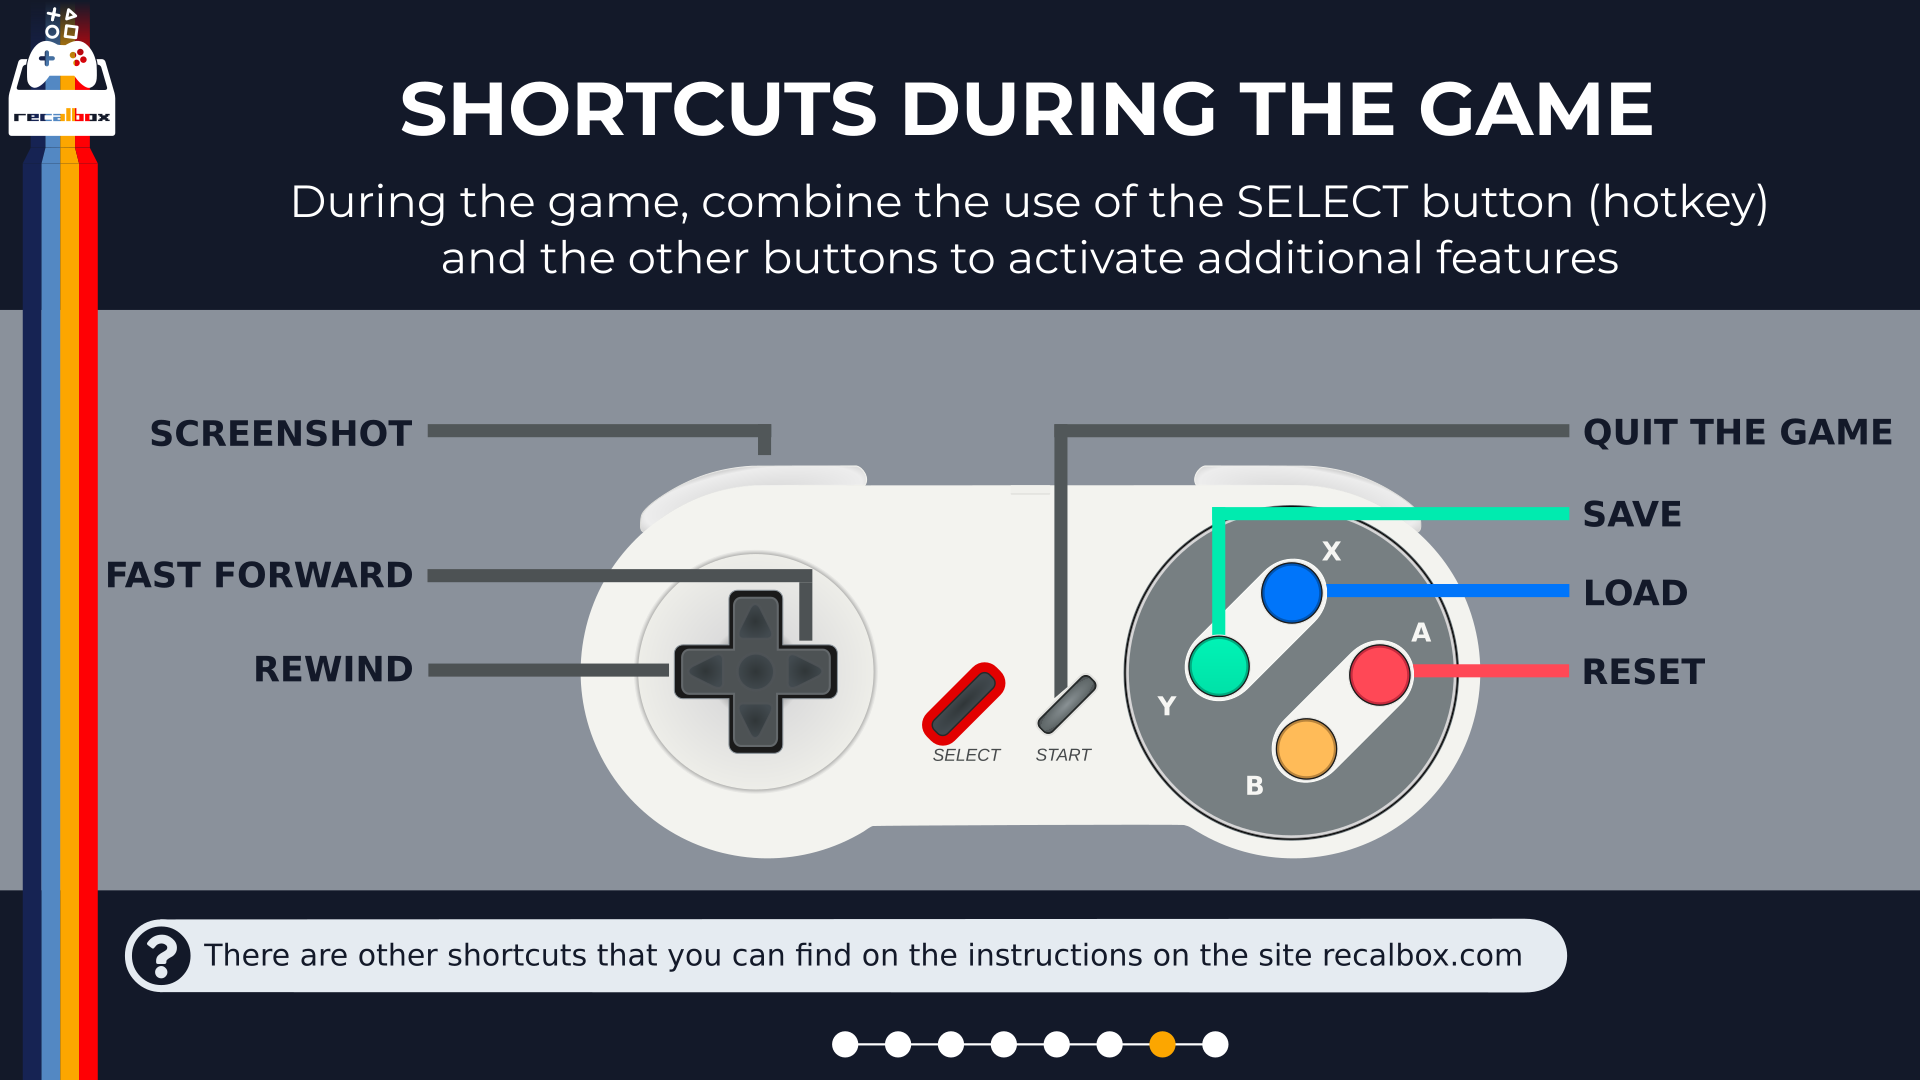 recalbox
SHORTCUTS DURING THE GAME
During the game, combine the use of the SELECT button (hotkey)
and the other buttons to activate additional features
SCREENSHOT
QUIT THE GAME
SAVE
X
FAST FORWARD
LOAD
A
REWIND
RESET
Y
SELECT
START
B
There are other shortcuts that you can find on the instructions on the site recalbox.com